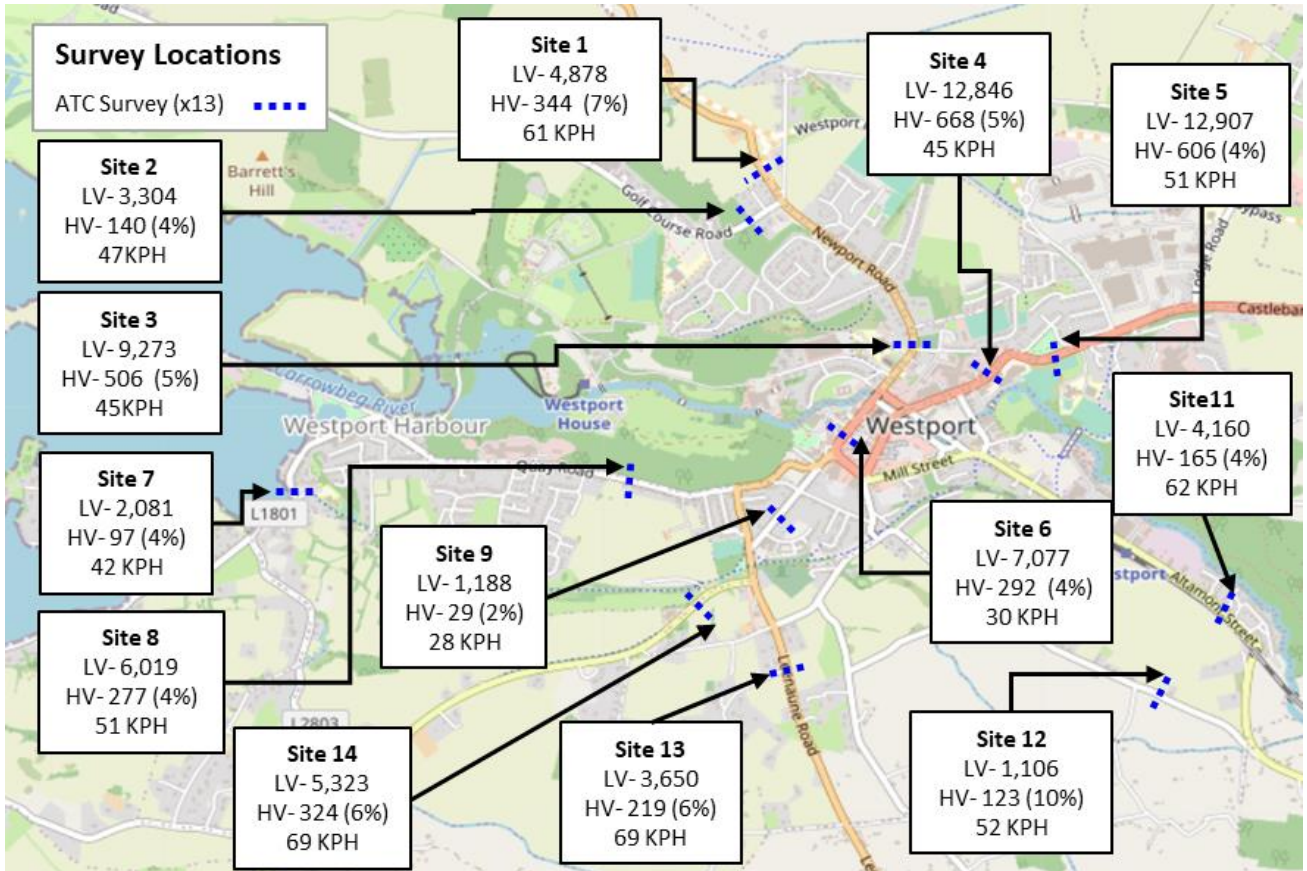 Survey Locations
ATC Survey (x13)
Site 1
LV- 4,878
HV- 344 (7%)
61 KPH
Site 4
LV- 12,846
HV- 668 (5%)
45 KPH
Site 5
LV- 12,907
HV- 606 (4%)
51 KPH
Site 2
LV- 3,304
HV- 140 (4%)
47KPH
Barrett's
Hill
Westport
Golf Course Road
Newport Road
Lodge Road
Castlebar
Site 3
LV- 9,273
HV- 506 (5%)
45KPH
Carrowbeg River
Westport Harbour
Westport
House
Westport
Quay Road
Mill Street
Site11
LV- 4,160
HV- 165 (4%)
62 KPH
Site 7
LV- 2,081
HV- 97 (4%)
42 KPH
L1801
Site 9
LV- 1,188
HV- 29 (2%)
28 KPH
Site 6
LV- 7,077
HV- 292 (4%)
30 KPH
Altamont Street
Site 8
LV- 6,019
HV- 277 (4%)
51 KPH
L2803
Leenaune Road
Site 14
LV- 5,323
HV- 324 (6%)
69 KPH
Site 13
LV- 3,650
HV- 219 (6%)
69 KPH
Site 12
LV- 1,106
HV- 123 (10%)
52 KPH